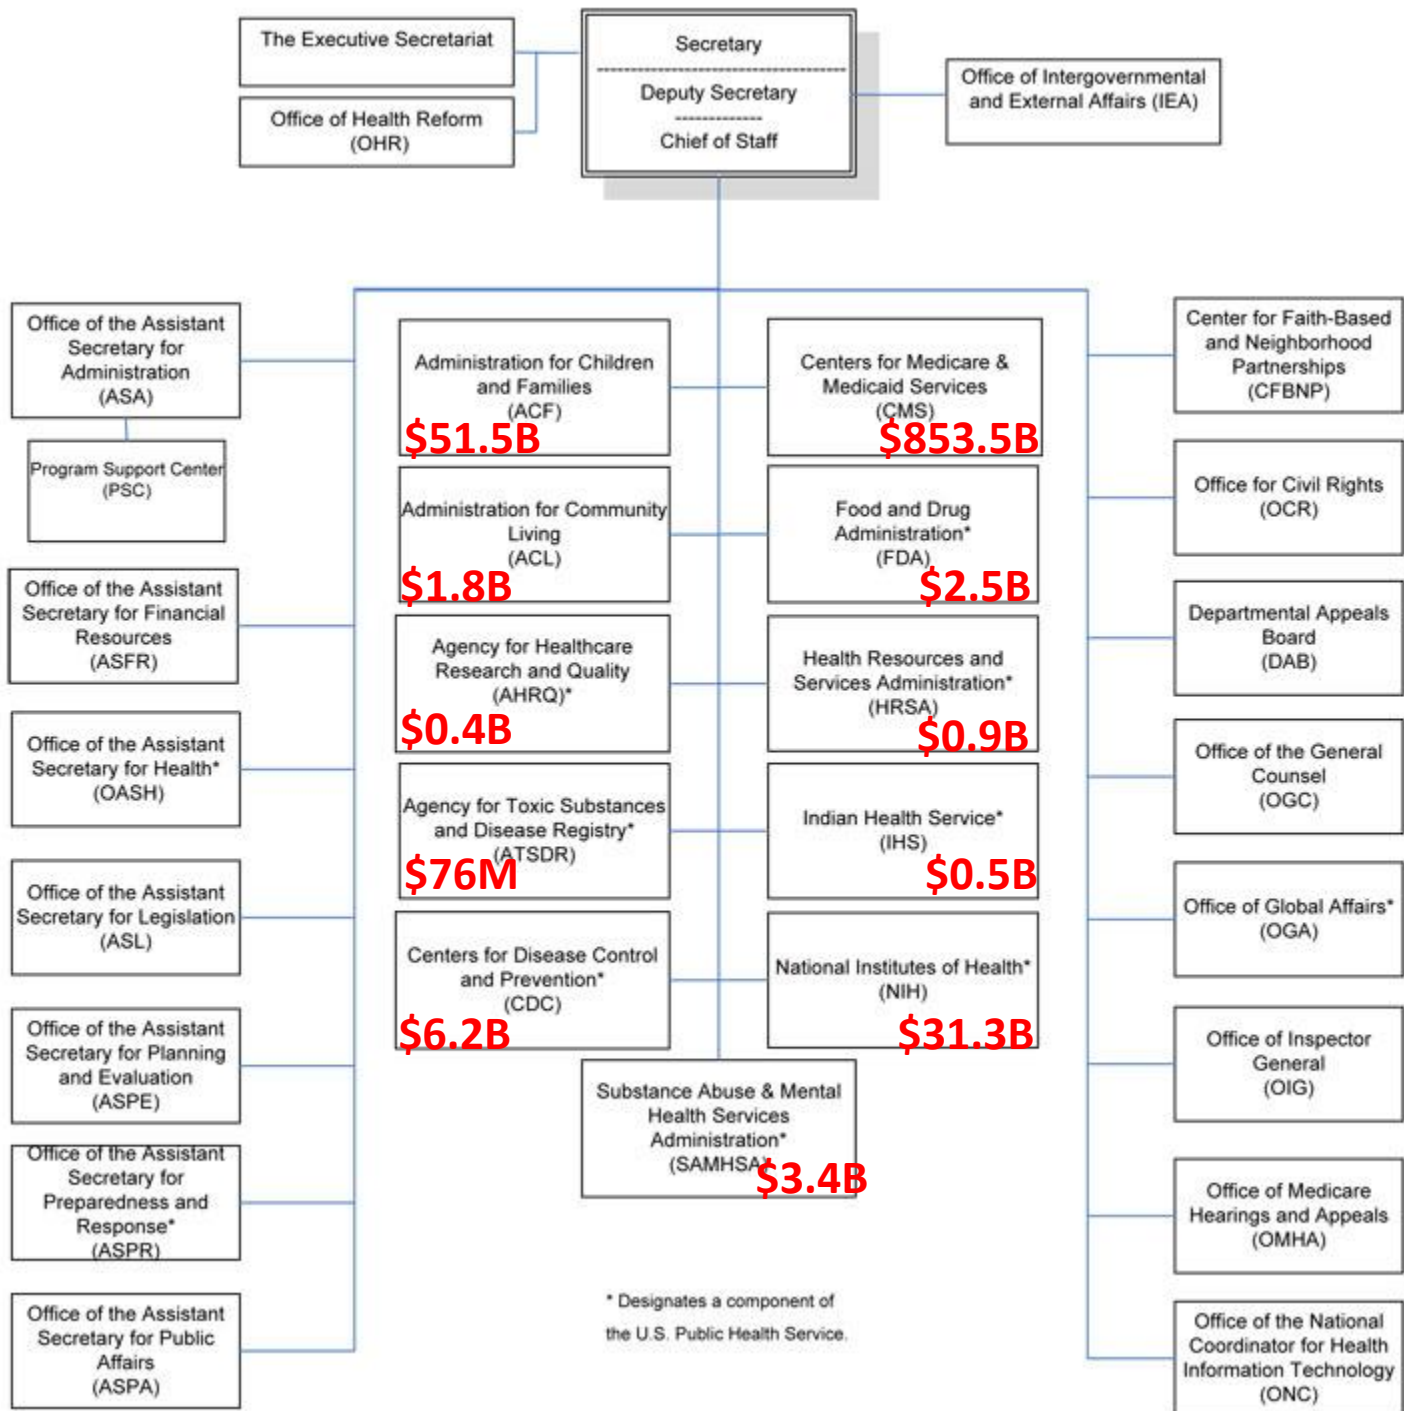 The Executive Secretariat
Office of Health Reform
(OHR)
Secretary
--------------------------------
Deputy Secretary
-------------
Chief of Staff
Office of Intergovernmental
and External Affairs (IEA)
Office of the Assistant
Secretary for
Administration
(ASA)
Program Support Center
(PSC)
Office of the Assistant
Secretary for Financial
Resources
(ASFR)
Office of the Assistant
Secretary for Health*
(OASH)
Office of the Assistant
Secretary for Legislation
(ASL)
Office of the Assistant
Secretary for Planning
and Evaluation
(ASPE)
Office of the Assistant
Secretary for
Preparedness and
Response*
(ASPR)
Office of the Assistant
Secretary for Public
Affairs
(ASPA)
Administration for Children
and Families
(ACF)
$51.5B
Administration for Community
Living
(ACL)
$1.8B
Agency for Healthcare
Research and Quality
(AHRQ)*
$0.4B
Agency for Toxic Substances
and Disease Registry*
(ATSDR)
$76M
Centers for Disease Control
and Prevention*
(CDC)
$6.2B
Centers for Medicare &
Medicaid Services
(CMS)
$853.5B
Food and Drug
Administration*
(FDA)
$2.5B
Health Resources and
Services Administration*
(HRSA)
$0.9B
Indian Health Service*
(IHS)
$0.5B
National Institutes of Health*
(NIH)
$31.3B
Substance Abuse & Mental
Health Services
Administration*
(SAMHSA)
$3.4B
* Designates a component of
the U.S. Public Health Service.
Center for Faith-Based
and Neighborhood
Partnerships
(CFBNP)
Office for Civil Rights
(OCR)
Departmental Appeals
Board
(DAB)
Office of the General
Counsel
(OGC)
Office of Global Affairs*
(OGA)
Office of Inspector
General
(OIG)
Office of Medicare
Hearings and Appeals
(OMHA)
Office of the National
Coordinator for Health
Information Technology
(ONC)